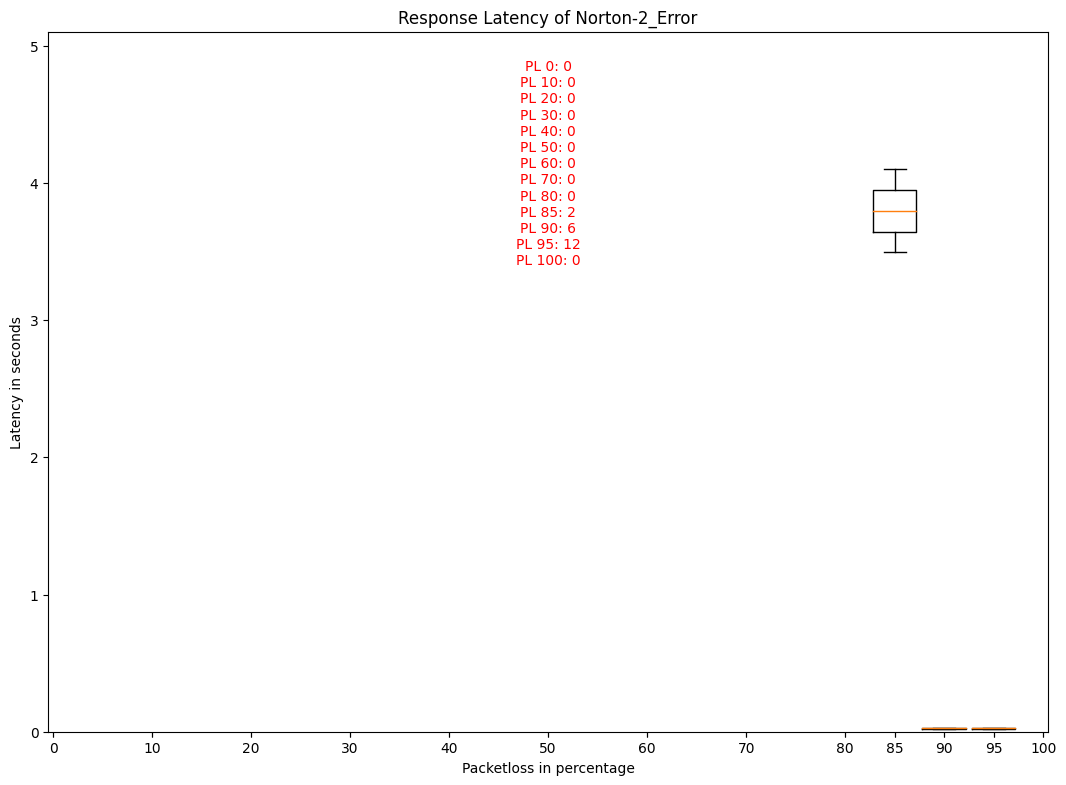 Response Latency of Norton-2_Error
5
PL 0: 0
PL 10: 0
PL 20: 0
PL 30: 0
PL 40: 0
PL 50: 0
PL 60: 0
PL 70: 0
PL 80: 0
PL 85: 2
PL 90: 6
PL 95: 12
PL 100: 0
4
3
2
1
0
Latency in seconds
0 10 20 30 40 50 60 70 80 85 90 95 100
Packetloss in percentage